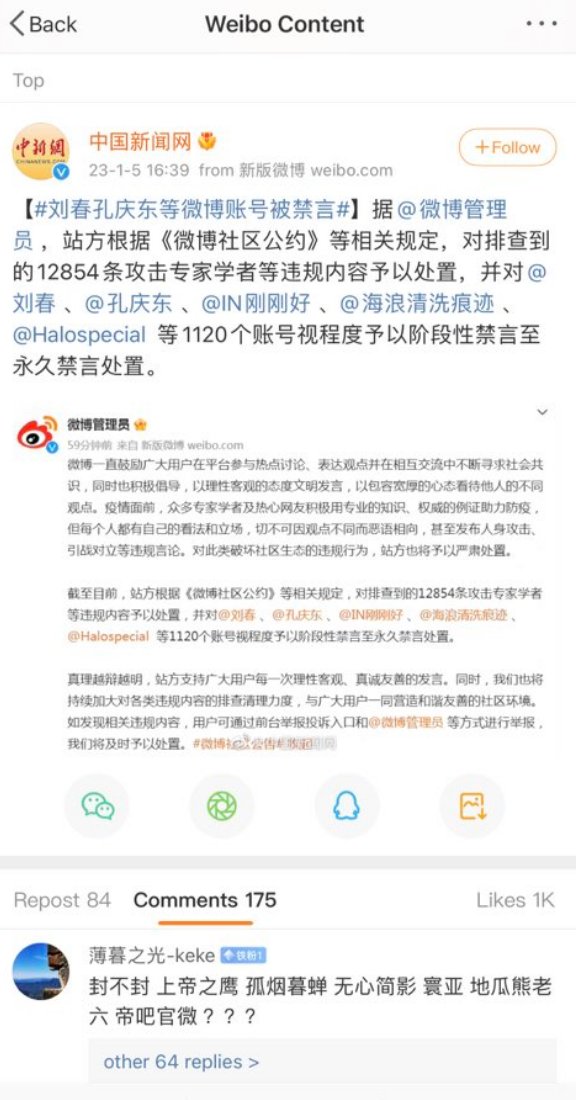 Back
Weibo Content
Top
中新網
CHINANEWS.COM
中国新闻网
+Follow
23-1-5 16:39 from 新版微博 weibo.com
【#刘春孔庆东等微博账号被禁言#】据@微博管理
员，站方根据《微博社区公约》等相关规定，对排查到
的12854条攻击专家学者等违规内容予以处置，并对@
刘春、@孔庆东、@IN刚刚好、@海浪清洗痕迹、
@Halospecial 等1120个账号视程度予以阶段性禁言至
永久禁言处置。
微博管理员
59分钟前 来自 新版微博 weibo.com
微博一直鼓励广大用户在平台参与热点讨论、表达观点并在相互交流中不断寻求社会共
识，同时也积极倡导，以理性客观的态度文明发言，以包容宽厚的心态看待他人的不同
观点。疫情面前，众多专家学者及热心网友积极用专业的知识、权威的例证助力防疫，
但每个人都有自己的看法和立场，切不可因观点不同而恶语相向，甚至发布人身攻击、
引战对立等违规言论。对此类破坏社区生态的违规行为，站方也将予以严肃处置。
截至目前，站方根据《微博社区公约》等相关规定，对排查到的12854条攻击专家学者
等违规内容予以处置，并对@刘春、@孔庆东、@IN刚刚好、@海浪清洗痕迹、
@Halospecial 等1120个账号视程度予以阶段性禁言至永久禁言处置。
真理越辩越明，站方支持广大用户每一次理性客观、真诚友善的发言。同时，我们也将
持续加大对各类违规内容的排查清理力度，与广大用户一同营造和谐友善的社区环境。
如发现相关违规内容，用户可通过前台举报投诉入口和@微博管理员 等方式进行举报，
我们将及时予以处置。#微博社区公告#
Repost 84
Comments 175
Likes 1K
薄暮之光-keke
铁粉1
封不封 上帝之鹰 孤烟暮蝉 无心简影 寰亚 地瓜熊老
六 帝吧官微？？？
other 64 replies >